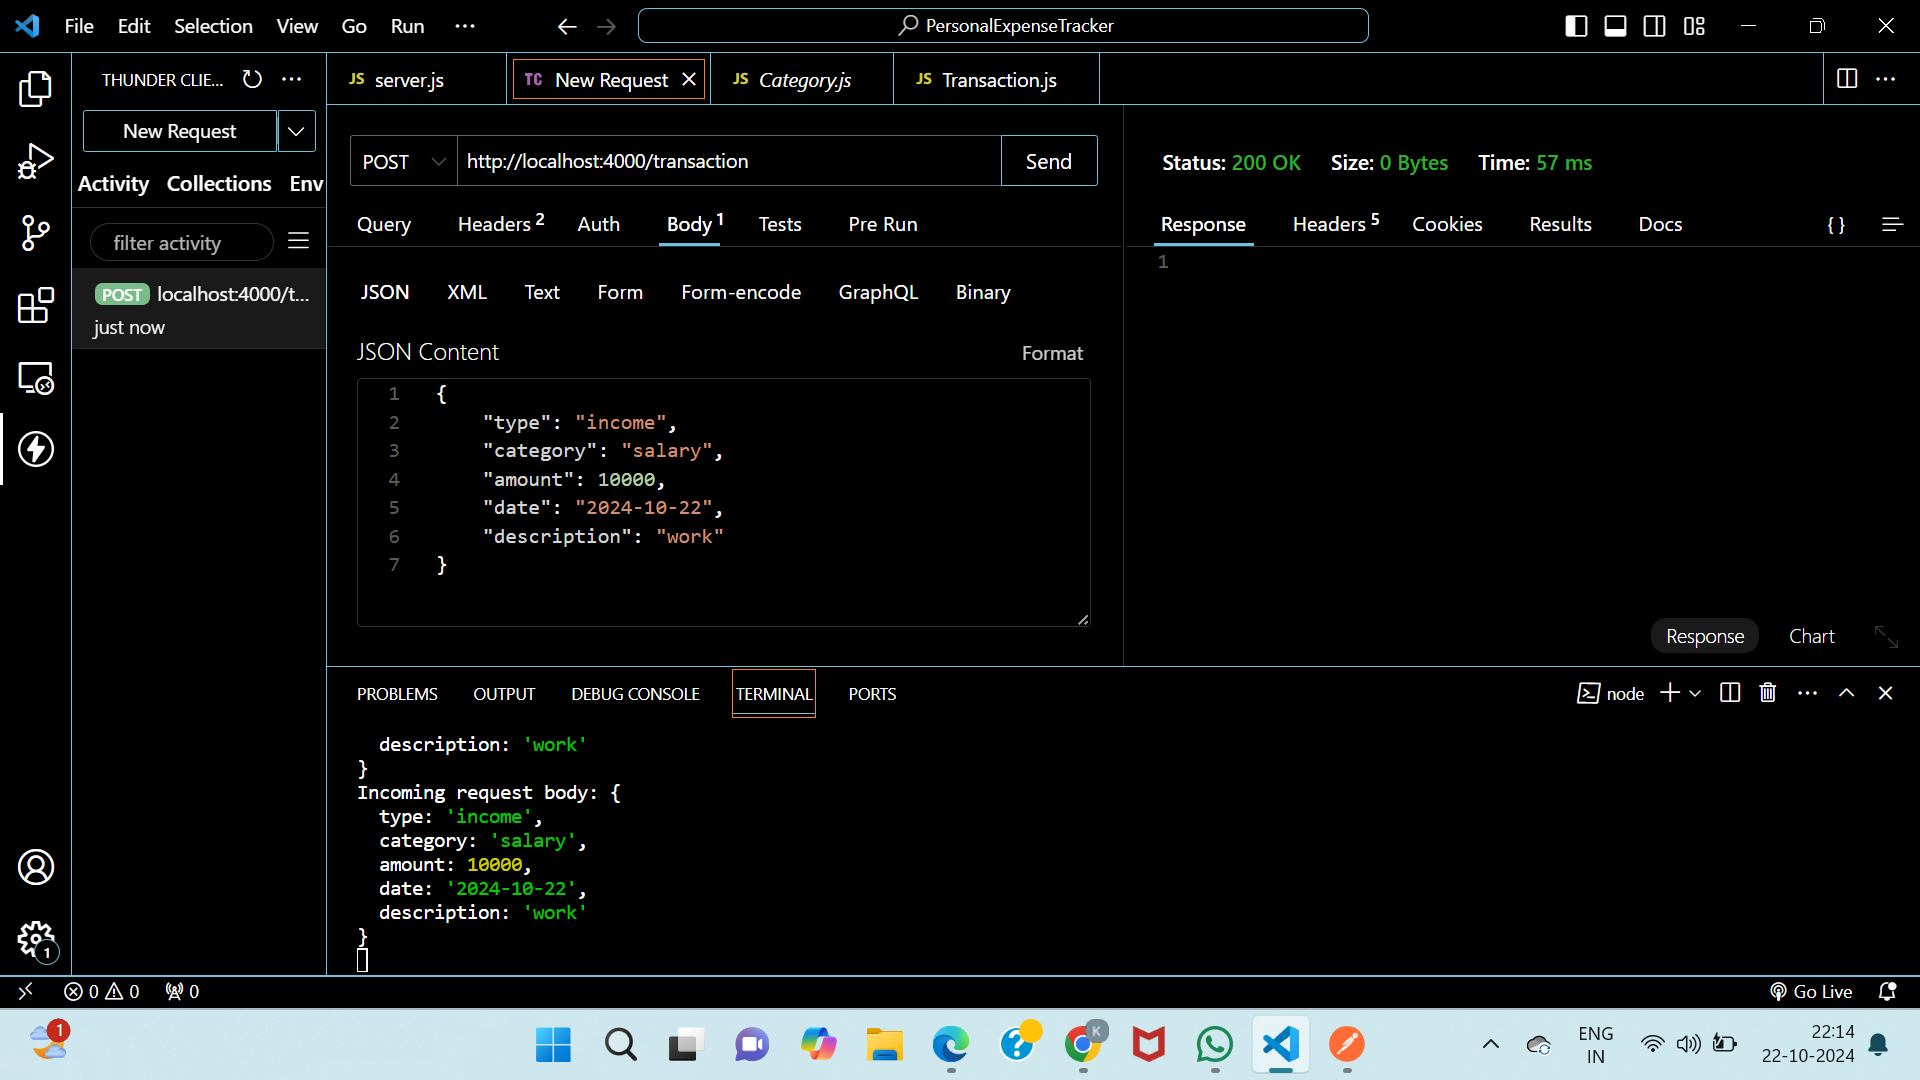 File Edit Selection View Go Run ···
PersonalExpenseTracker
THUNDER CLIE...
JS server.js
TC New Request
JS Category.js
JS Transaction.js
New Request
Activity Collections Env
filter activity
POST localhost:4000/t...
just now
POST http://localhost:4000/transaction Send
Query Headers 2 Auth Body 1 Tests Pre Run
JSON XML Text Form Form-encode GraphQL Binary
JSON Content Format
1 {
2 "type": "income",
3 "category": "salary",
4 "amount": 10000,
5 "date": "2024-10-22",
6 "description": "work"
7 }
Status: 200 OK Size: 0 Bytes Time: 57 ms
Response Headers 5 Cookies Results Docs { }
1
Response Chart
PROBLEMS OUTPUT DEBUG CONSOLE TERMINAL PORTS
node
description: 'work'
}
Incoming request body: {
type: 'income',
category: 'salary',
amount: 10000,
date: '2024-10-22',
description: 'work'
}
1
0 0 0
Go Live
1
K
ENG
IN
22:14
22-10-2024